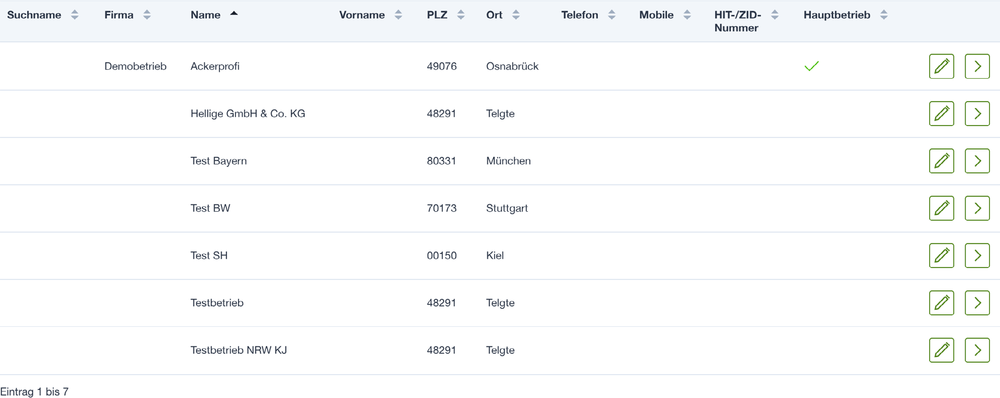 Suchname Firma Name Vorname PLZ Ort Telefon Mobile HIT-/ZID-Nummer Hauptbetrieb
Demobetrieb Ackerprofi 49076 Osnabrück
Hellige GmbH & Co. KG 48291 Telgte
Test Bayern 80331 München
Test BW 70173 Stuttgart
Test SH 00150 Kiel
Testbetrieb 48291 Telgte
Testbetrieb NRW KJ 48291 Telgte
Eintrag 1 bis 7